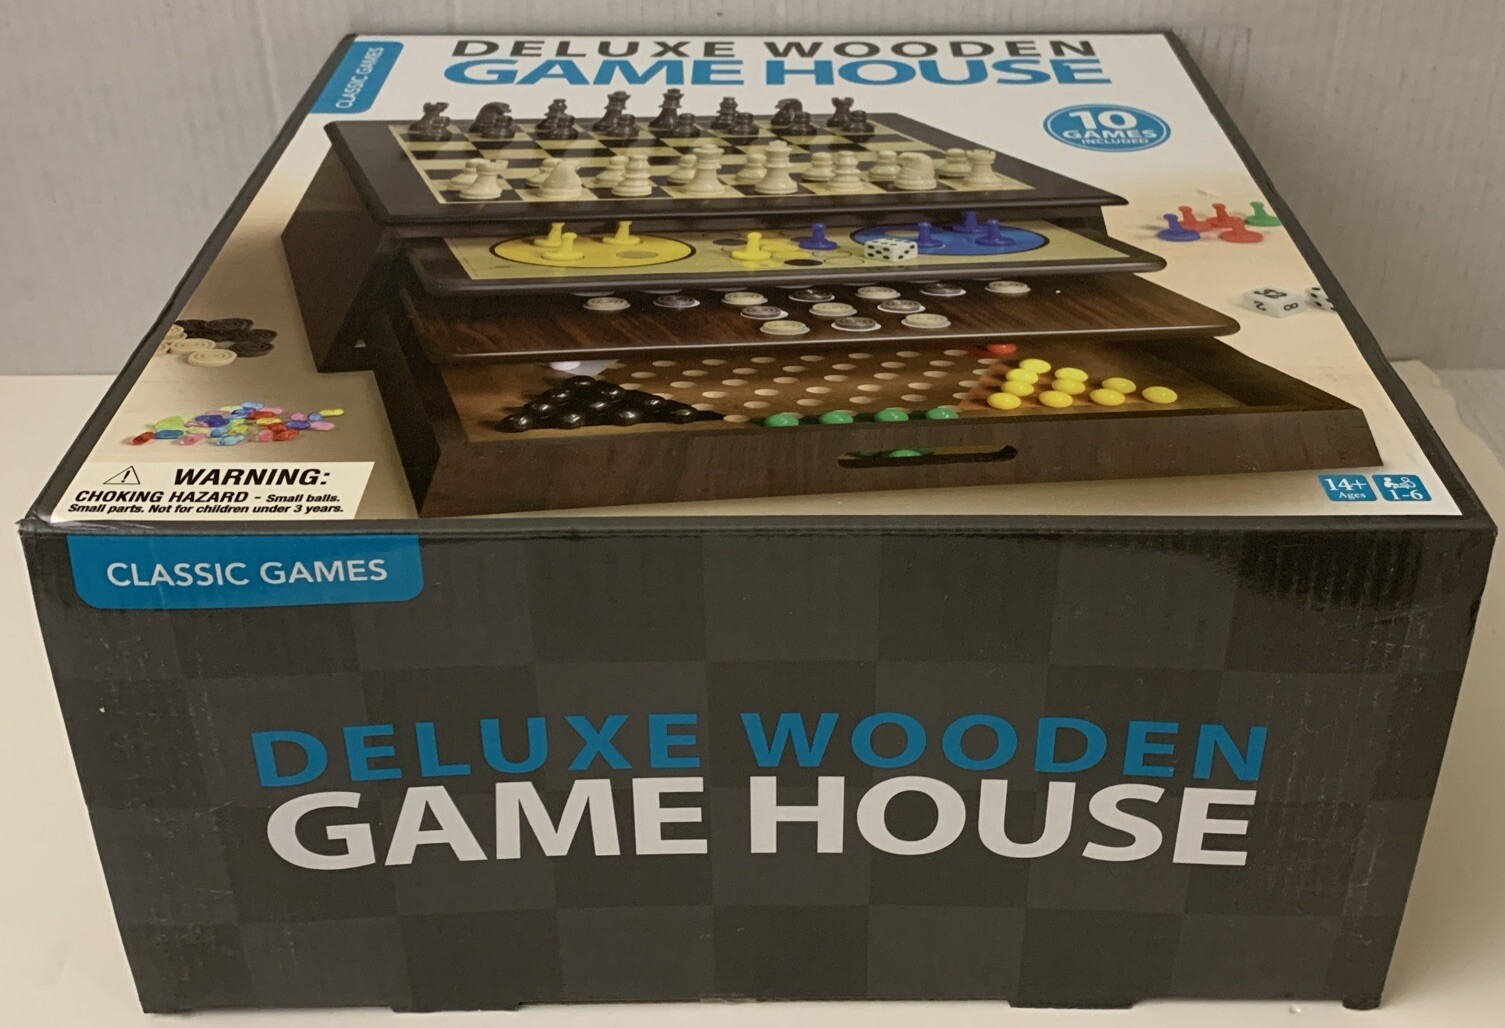 CLASSIC GAMES
DELUXE WOODEN
GAME HOUSE
10
GAMES
INCLUDED
WARNING:
CHOKING HAZARD - Small balls.
Small parts. Not for children under 3 years.
14+
Ages
1-6
CLASSIC GAMES
DELUXE WOODEN
GAME HOUSE